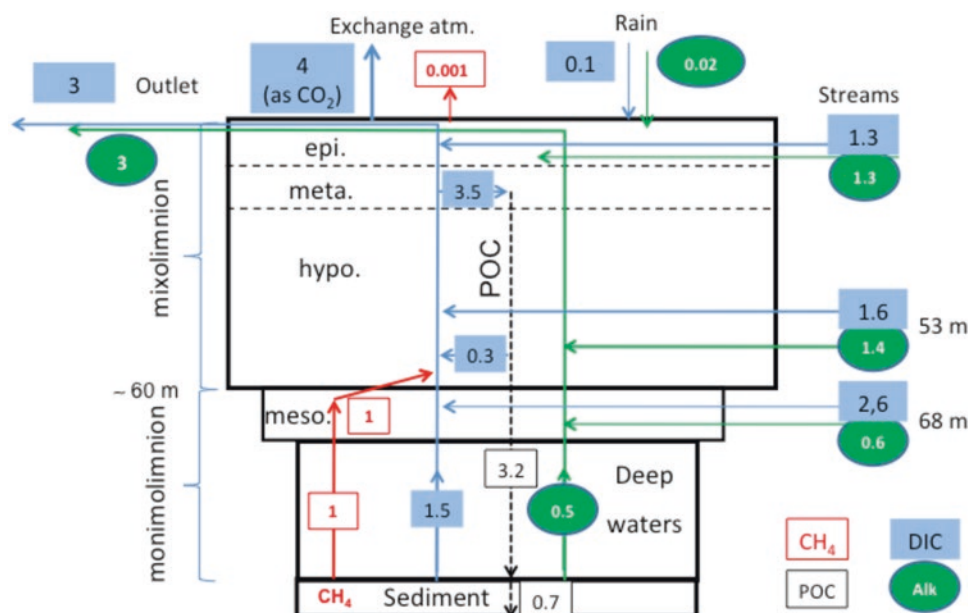 Exchange atm.
Rain
3
Outlet
4
(as CO₂)
0.001
0.1
0.02
Streams
3
epi.
1.3
1.3
meta.
3.5
mixolimnion
hypo.
POC
1.6
53 m
1.4
0.3
~ 60 m
meso.
1
2,6
68 m
0.6
monimolimnion
3.2
Deep
waters
1
1.5
0.5
CH₄
DIC
POC
Alk
CH₄
Sediment
0.7